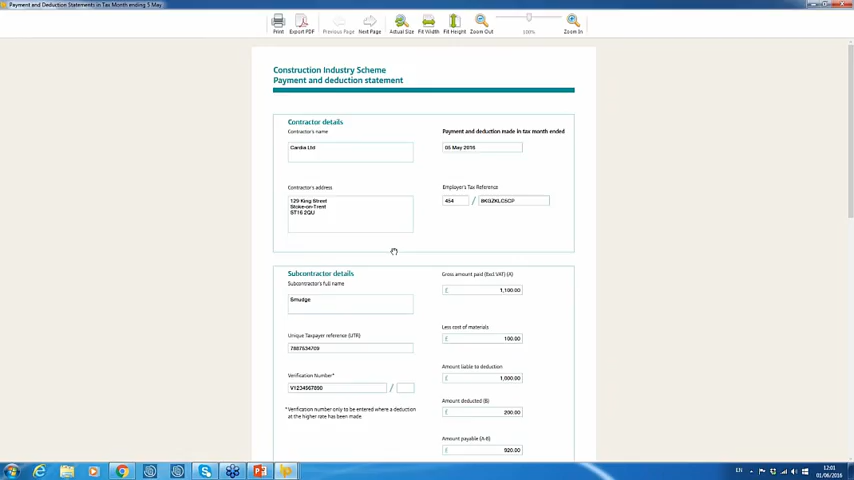 Payment and Deduction Statements in Tax Month ending 5 May
Print
Export PDF
Previous Page
Next Page
Actual Size
Fit Width
Fit Height
Zoom Out
100%
Zoom In
Construction Industry Scheme
Payment and deduction statement
Contractor details
Contractor's name
Payment and deduction made in tax month ended
05 May 2016
Contractor's address
Employer's Tax Reference
129 King Street
Stoke-on-Trent
ST16 2QU
454 /
Subcontractor details
Subcontractor's full name
Smudge
Gross amount paid (Excl VAT) (A)
£ 1,100.00
Less cost of materials
£ 100.00
Unique Taxpayer reference (UTR)
Amount liable to deduction
£ 1,000.00
Verification Number*
V1234567890 /
Amount deducted (B)
£ 200.00
*Verification number only to be entered where a deduction
at the higher rate has been made
Amount payable (A-B)
£ 920.00
EN
12:01
01/06/2016